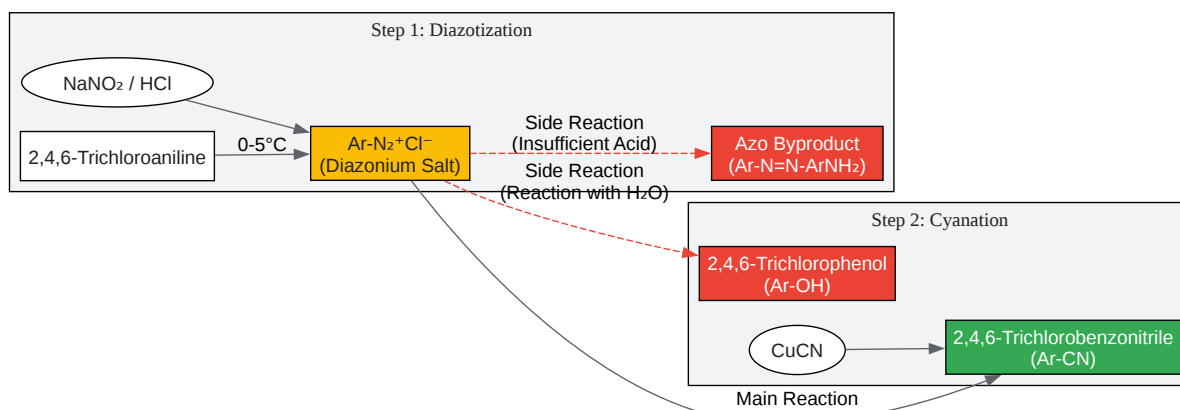 Step 1: Diazotization
NaNO₂ / HCl
2,4,6-Trichloroaniline
0-5°C
Ar-N₂⁺Cl⁻
(Diazonium Salt)
Side Reaction
(Insufficient Acid)
Azo Byproduct
(Ar-N=N-ArNH₂)
Side Reaction
(Reaction with H₂O)
Step 2: Cyanation
2,4,6-Trichlorophenol
(Ar-OH)
CuCN
2,4,6-Trichlorobenzonitrile
(Ar-CN)
Main Reaction